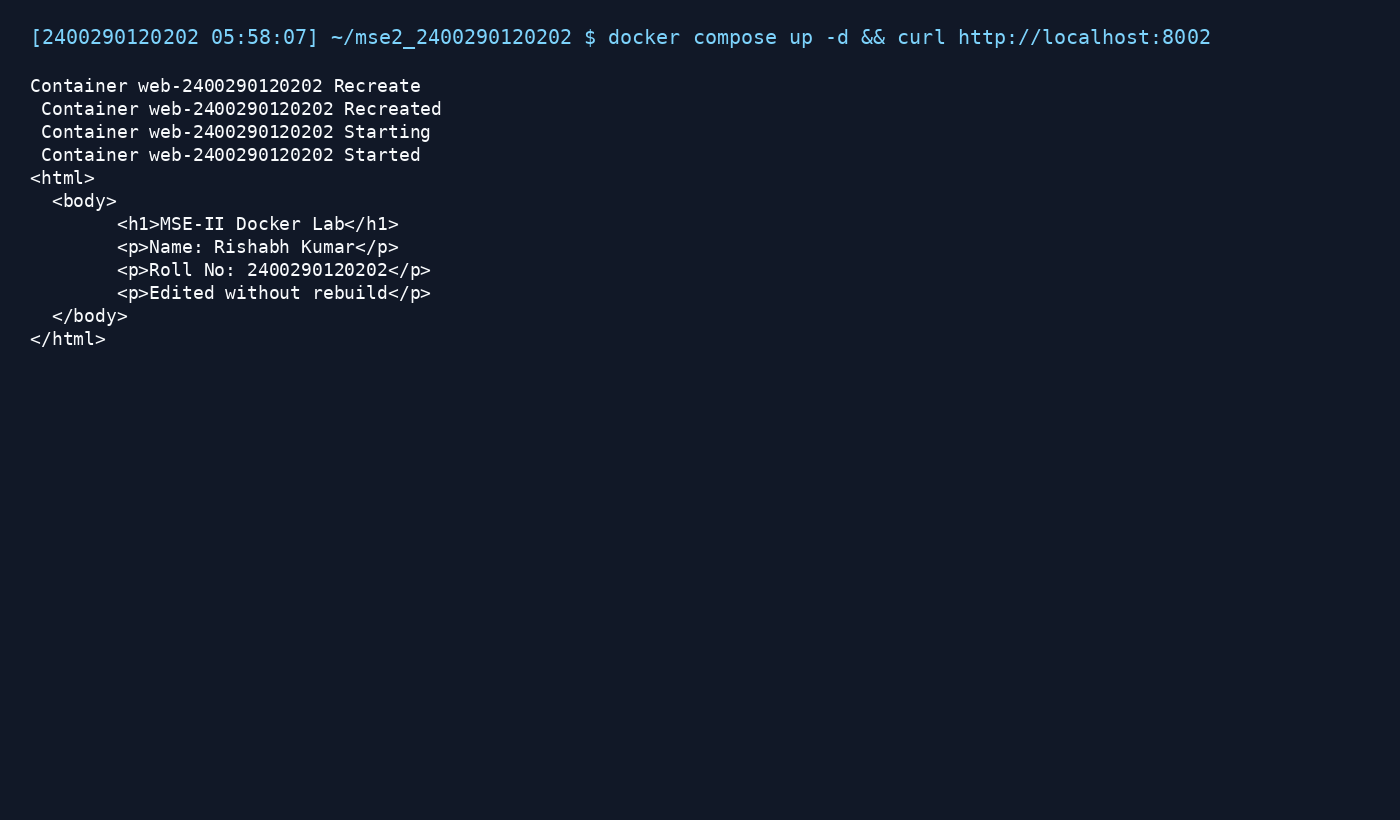 [2400290120202 05:58:07] ~/mse2_2400290120202 $ docker compose up -d && curl http://localhost:8002
Container web-2400290120202 Recreate
 Container web-2400290120202 Recreated
 Container web-2400290120202 Starting
 Container web-2400290120202 Started
<html>
  <body>
        <h1>MSE-II Docker Lab</h1>
        <p>Name: Rishabh Kumar</p>
        <p>Roll No: 2400290120202</p>
        <p>Edited without rebuild</p>
  </body>
</html>